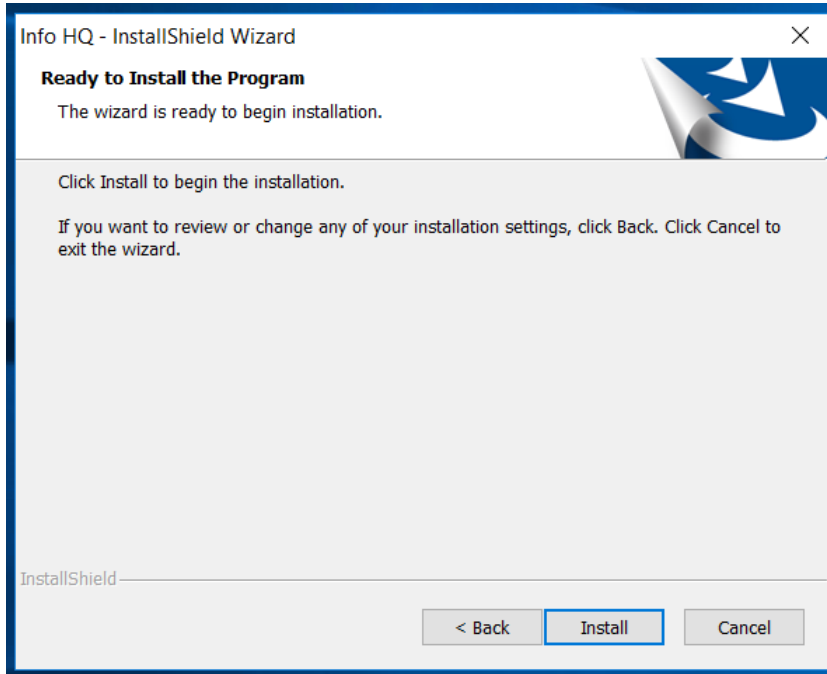 Info HQ - InstallShield Wizard
Ready to Install the Program
The wizard is ready to begin installation.
Click Install to begin the installation.
If you want to review or change any of your installation settings, click Back. Click Cancel to
exit the wizard.
InstallShield
< Back Install Cancel